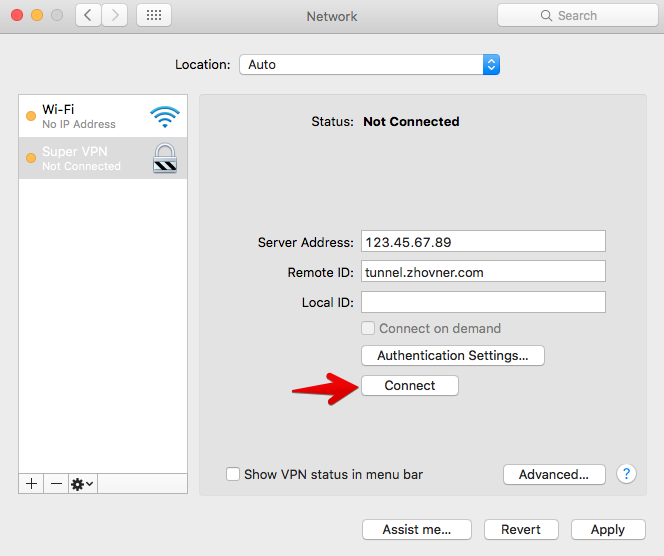 Network
Search
Location: Auto
Wi-Fi
No IP Address
Super VPN
Not Connected
Status: Not Connected
Server Address: 123.45.67.89
Remote ID: tunnel.zhovner.com
Local ID:
Connect on demand
Authentication Settings...
Connect
Show VPN status in menu bar
Advanced...
?
Assist me...
Revert
Apply